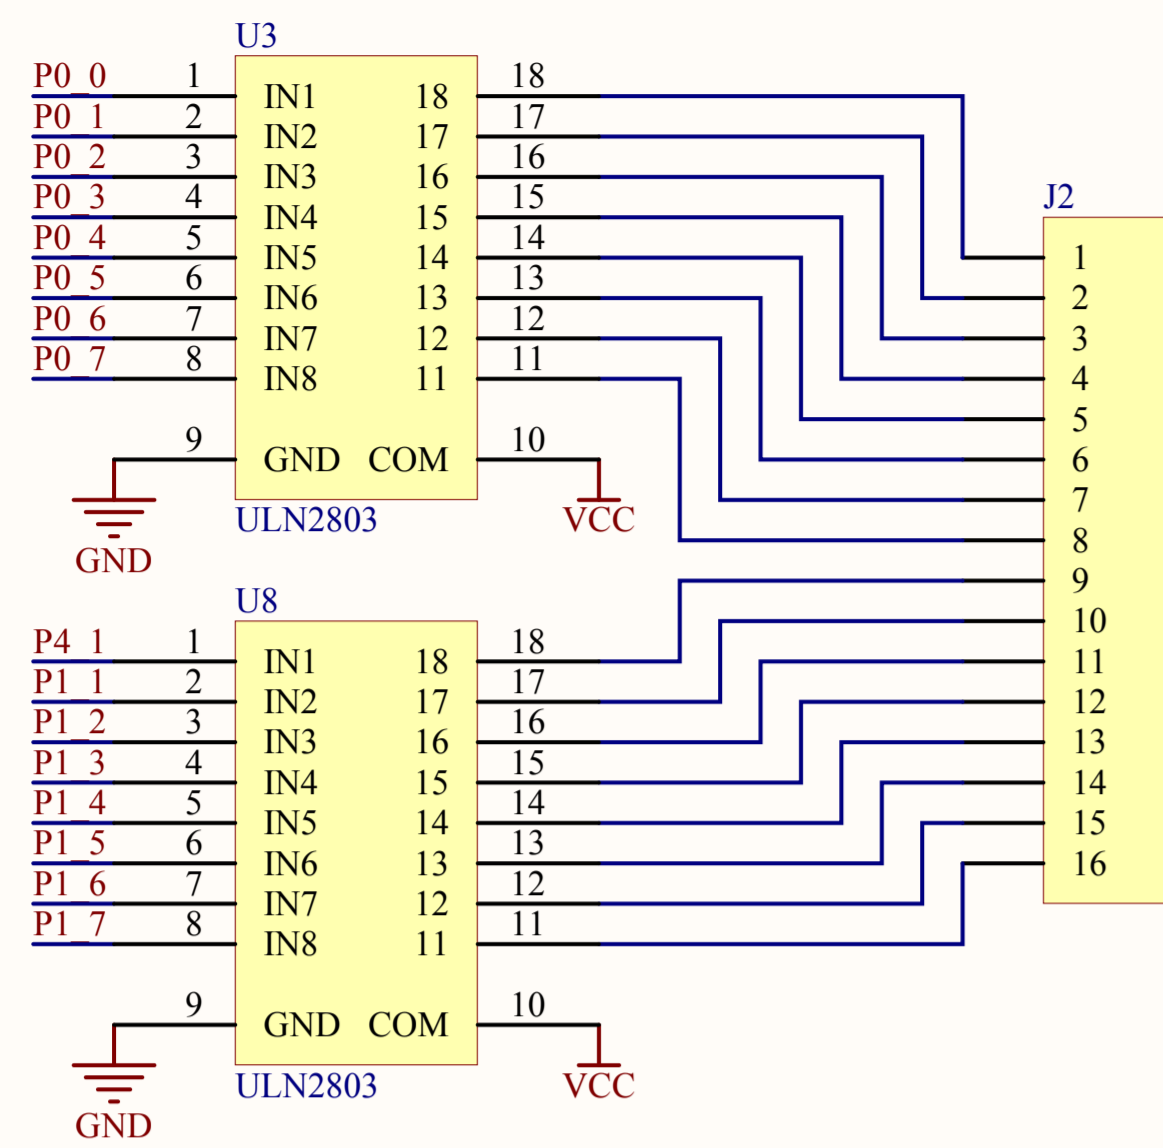 U3
P0_0 1 IN1 18 18
P0_1 2 IN2 17 17
P0_2 3 IN3 16 16
P0_3 4 IN4 15 15
P0_4 5 IN5 14 14
P0_5 6 IN6 13 13
P0_6 7 IN7 12 12
P0_7 8 IN8 11 11
9 GND COM 10
GND
ULN2803
VCC
U8
P4_1 1 IN1 18 18
P1_1 2 IN2 17 17
P1_2 3 IN3 16 16
P1_3 4 IN4 15 15
P1_4 5 IN5 14 14
P1_5 6 IN6 13 13
P1_6 7 IN7 12 12
P1_7 8 IN8 11 11
9 GND COM 10
GND
ULN2803
VCC
J2
1
2
3
4
5
6
7
8
9
10
11
12
13
14
15
16